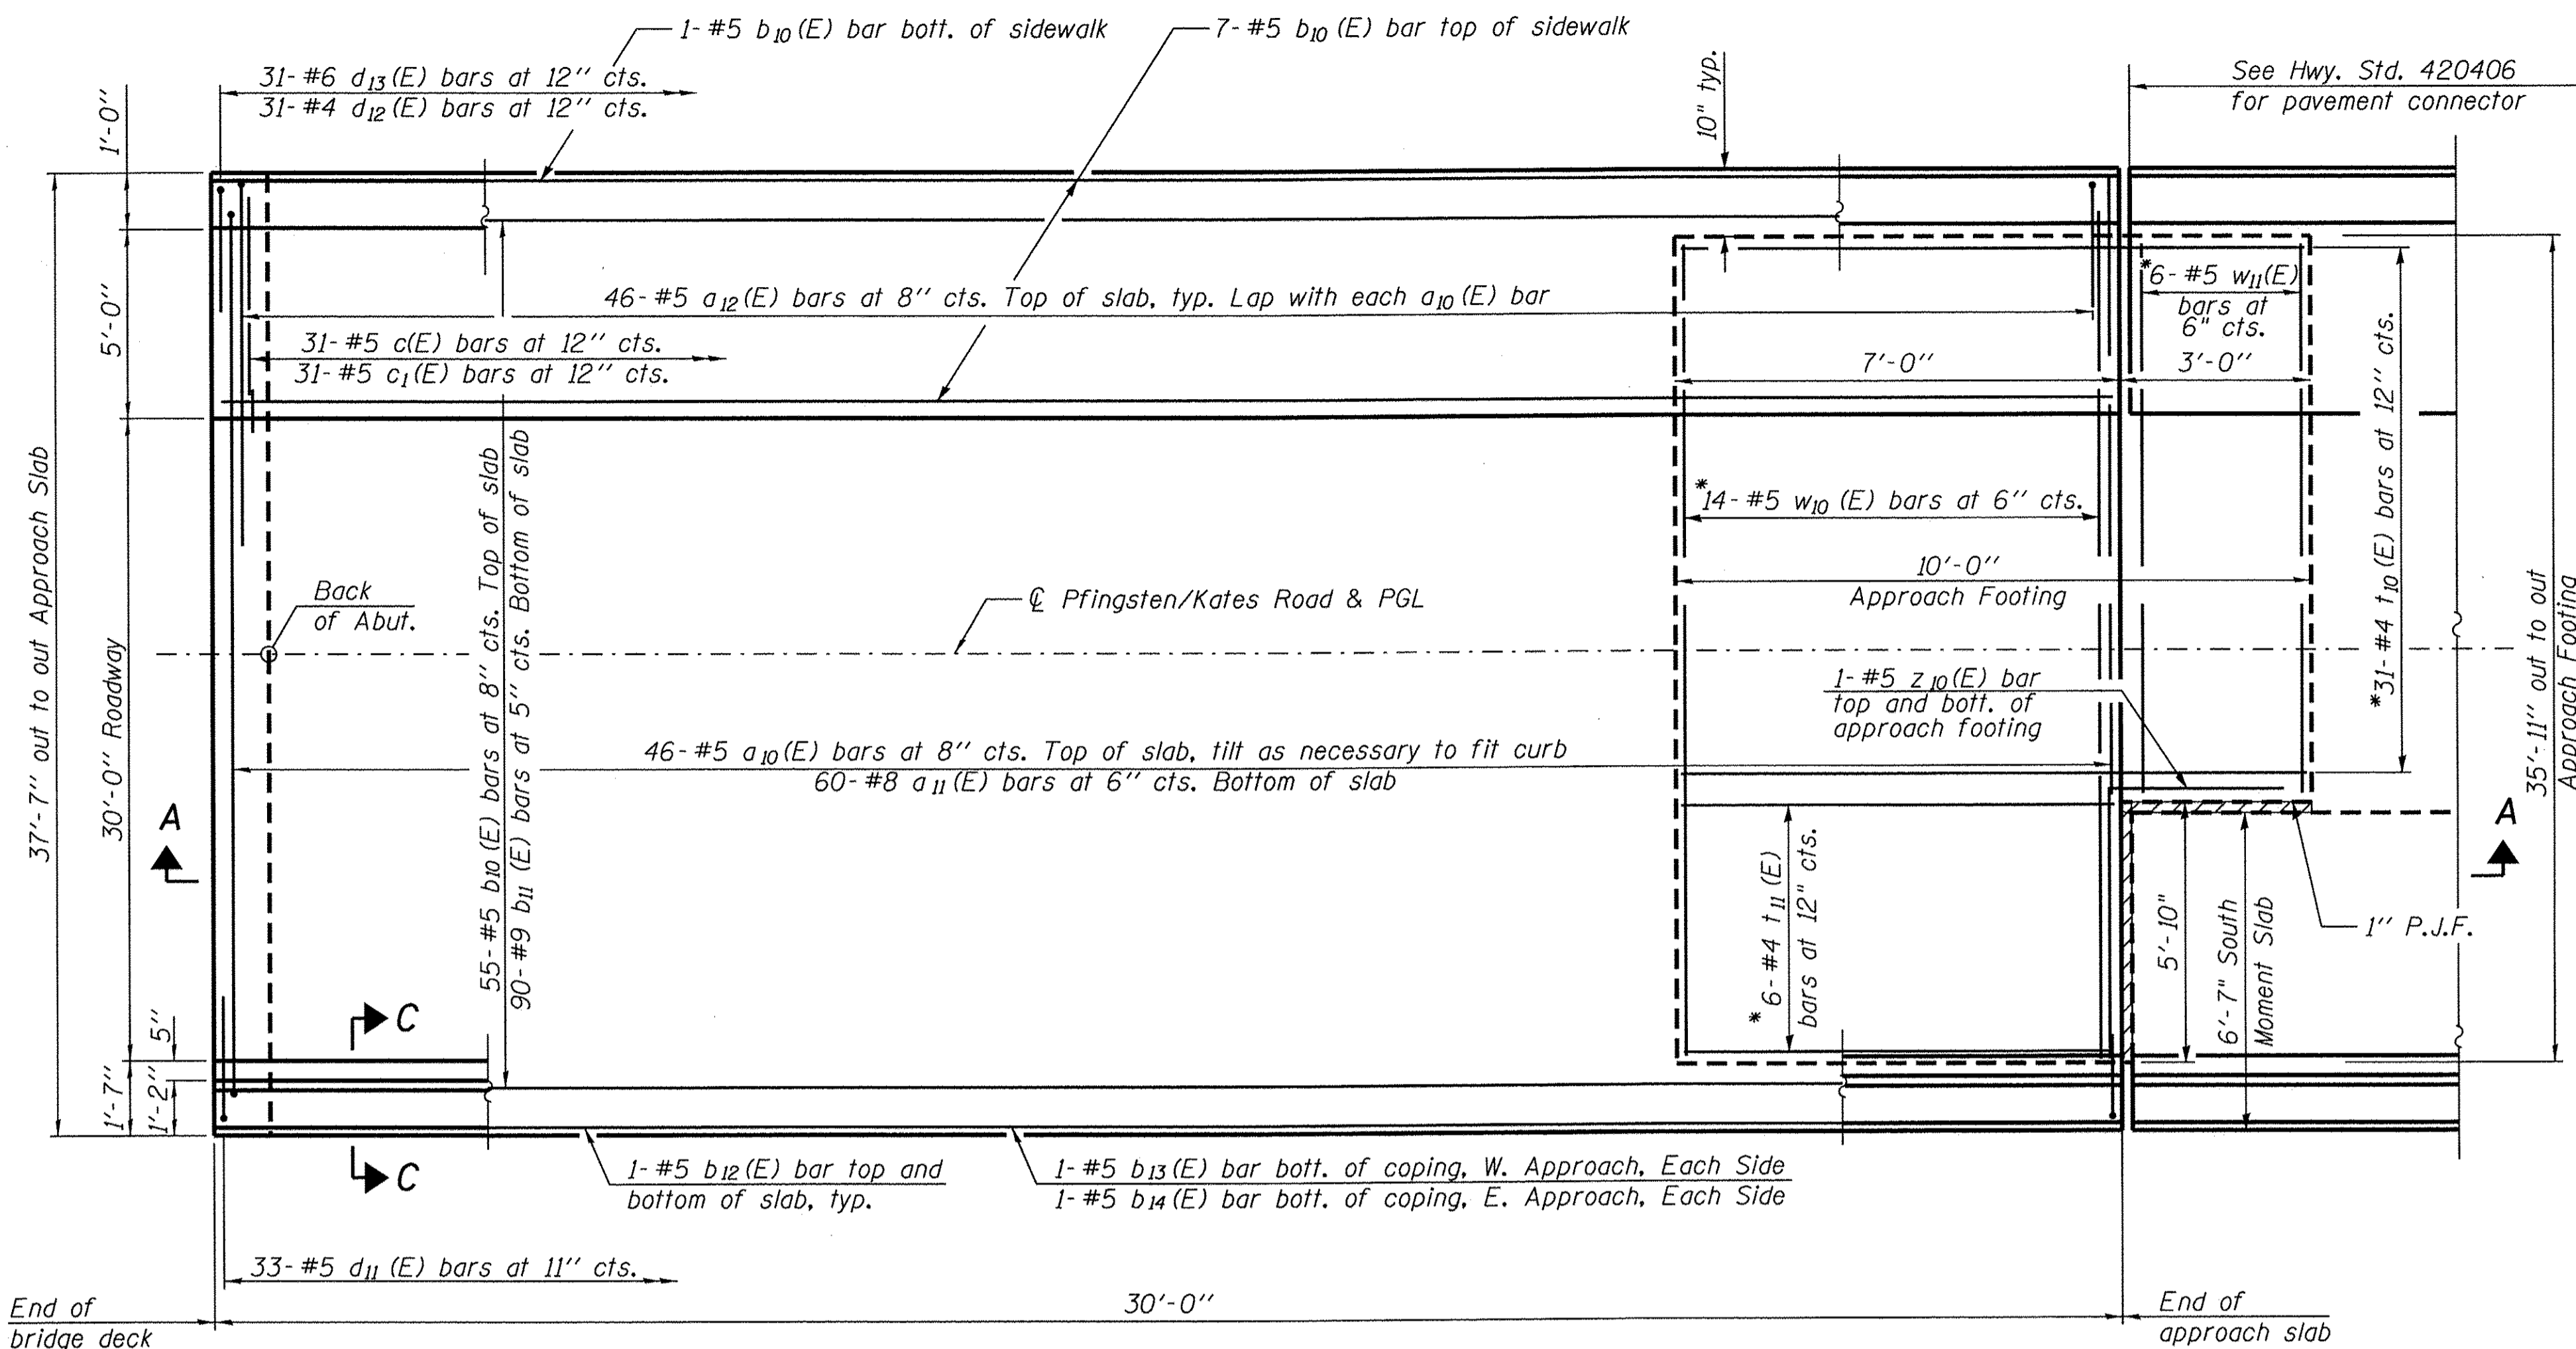 1-#5 b10(E) bar bott. of sidewalk
7-#5 b10(E) bar top of sidewalk
31-#6 d13(E) bars at 12'' cts.
31-#4 d12(E) bars at 12'' cts.
10" typ.
See Hwy. Std. 420406
for pavement connector
1'-0''
5'-0''
46-#5 a12(E) bars at 8'' cts. Top of slab, typ. Lap with each a10(E) bar
31-#5 c(E) bars at 12'' cts.
31-#5 c1(E) bars at 12'' cts.
*6-#5 w11(E)
bars at
6" cts.
7'-0''
3'-0''
*31-#4 t10(E) bars at 12'' cts.
37'-7'' out to out Approach Slab
30'-0'' Roadway
55-#5 b10(E) bars at 8'' cts. Top of slab
90-#9 b11(E) bars at 5'' cts. Bottom of slab
*14-#5 w10(E) bars at 6'' cts.
10'-0''
Approach Footing
Back
of Abut.
℄ Pfingsten/Kates Road & PGL
35'-11'' out to out
Approach Footing
1-#5 z10(E) bar
top and bott. of
approach footing
46-#5 a10(E) bars at 8'' cts. Top of slab, tilt as necessary to fit curb
60-#8 a11(E) bars at 6'' cts. Bottom of slab
A
A
*6-#4 t11(E)
bars at 12" cts.
5'-10"
6'-7" South
Moment Slab
1'' P.J.F.
C
5''
1'-7''
1'-2''
C
1-#5 b12(E) bar top and
bottom of slab, typ.
1-#5 b13(E) bar bott. of coping, W. Approach, Each Side
1-#5 b14(E) bar bott. of coping, E. Approach, Each Side
33-#5 d11(E) bars at 11'' cts.
30'-0''
End of
bridge deck
End of
approach slab